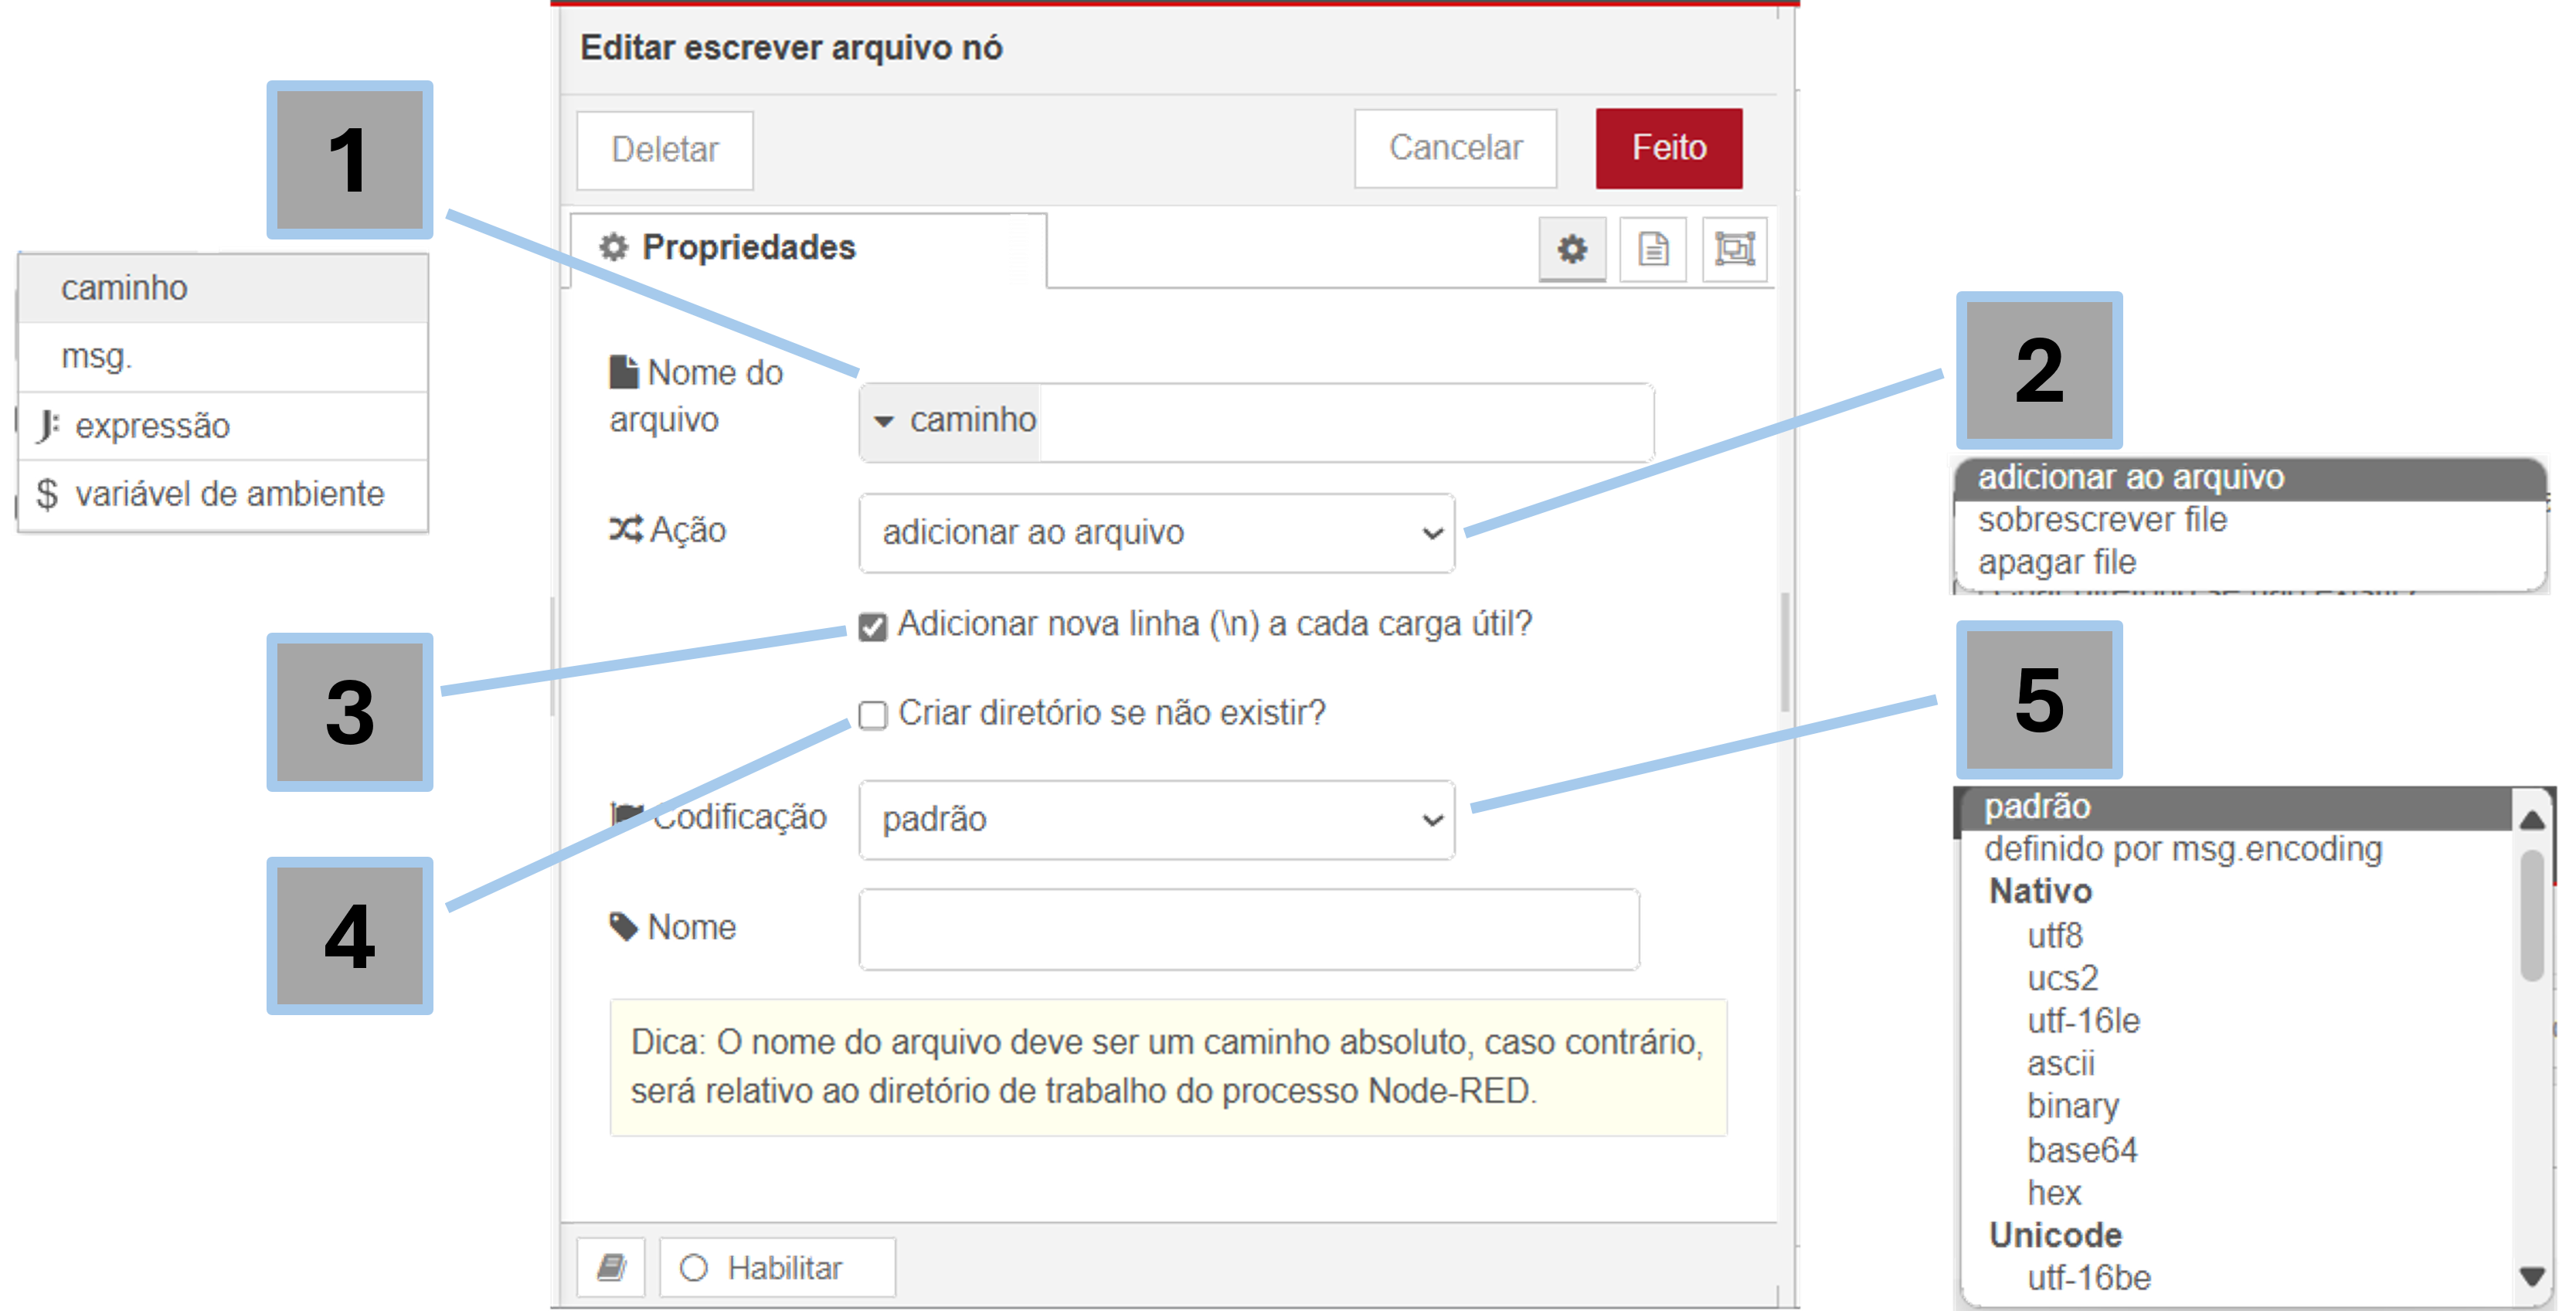 Editar escrever arquivo nó
Deletar
Cancelar
Feito
Propriedades
1
caminho
msg.
J: expressão
$ variável de ambiente
Nome do
arquivo
caminho
2
adicionar ao arquivo
sobrescrever file
apagar file
Ação
adicionar ao arquivo
3
Adicionar nova linha (\n) a cada carga útil?
4
Criar diretório se não existir?
5
padrão
definido por msg.encoding
Nativo
utf8
ucs2
utf-16le
ascii
binary
base64
hex
Unicode
utf-16be
Codificação
padrão
Nome
Dica: O nome do arquivo deve ser um caminho absoluto, caso contrário,
será relativo ao diretório de trabalho do processo Node-RED.
Habilitar